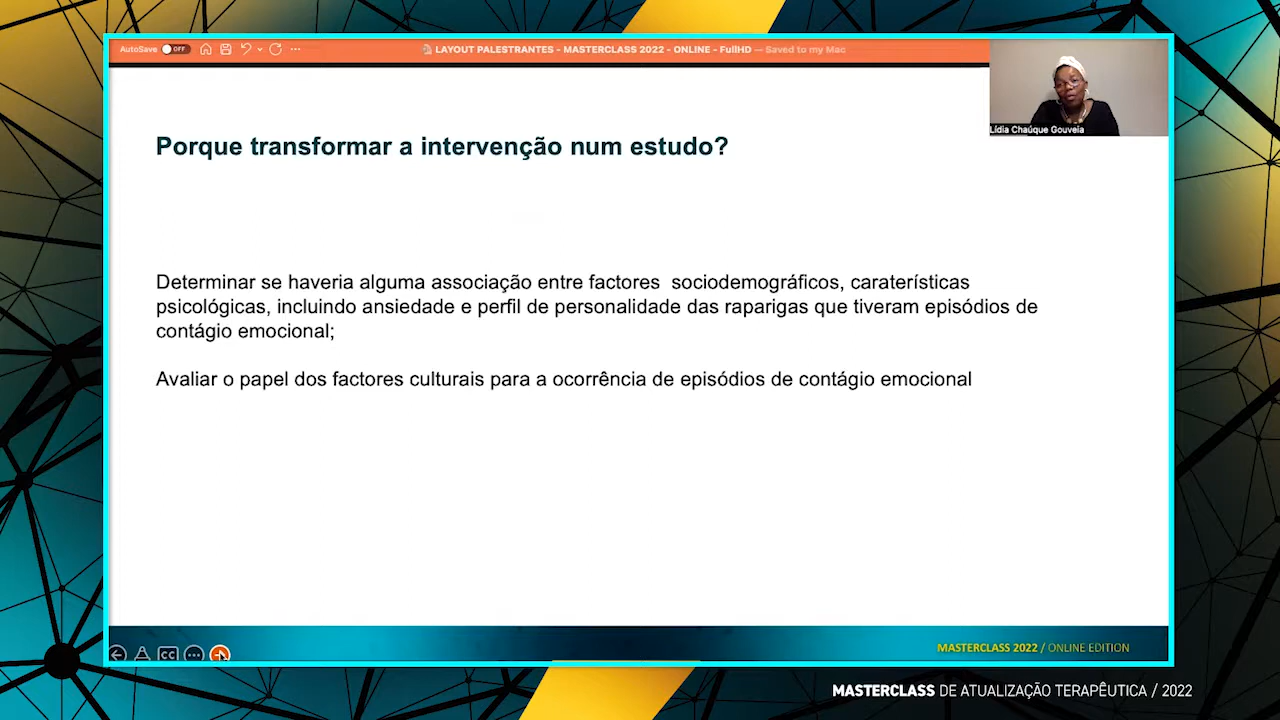 AutoSave OFF
LAYOUT PALESTRANTES - MASTERCLASS 2022 - ONLINE - FullHD — Saved to my Mac
Lídia Chaúque Gouveia
Porque transformar a intervenção num estudo?
Determinar se haveria alguma associação entre factores sociodemográficos, caraterísticas
psicológicas, incluindo ansiedade e perfil de personalidade das raparigas que tiveram episódios de
contágio emocional;
Avaliar o papel dos factores culturais para a ocorrência de episódios de contágio emocional
CC
MASTERCLASS 2022 / ONLINE EDITION
MASTERCLASS DE ATUALIZAÇÃO TERAPÊUTICA / 2022